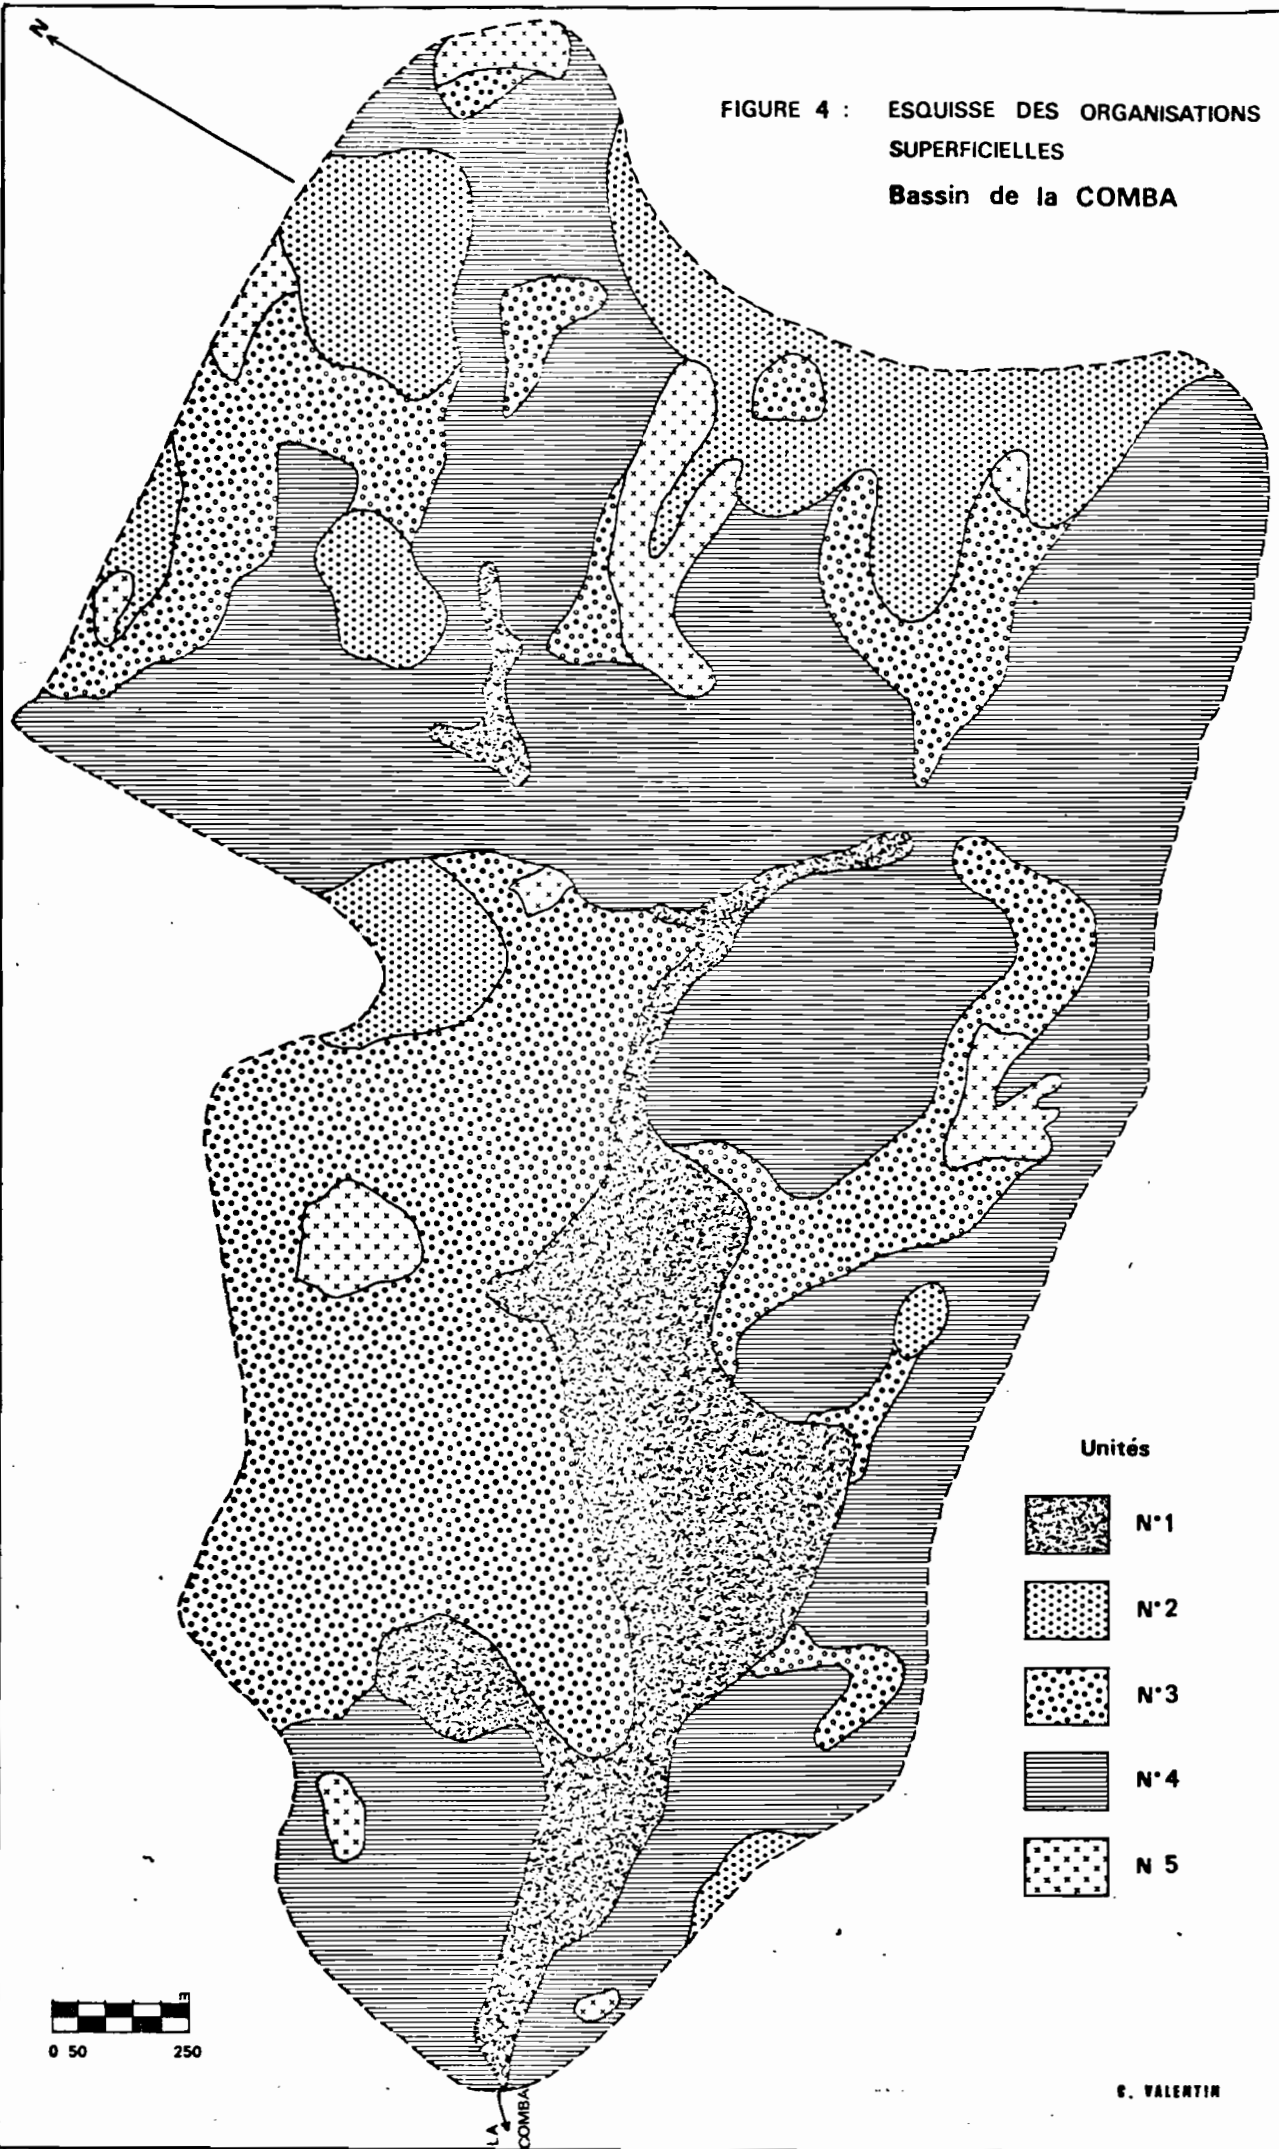 N
FIGURE 4 : ESQUISSE DES ORGANISATIONS
SUPERFICIELLES
Bassin de la COMBA
Unités
N°1
N°2
N°3
N°4
N 5
m
0 50 250
LA
COMBA
C. VALENTIN